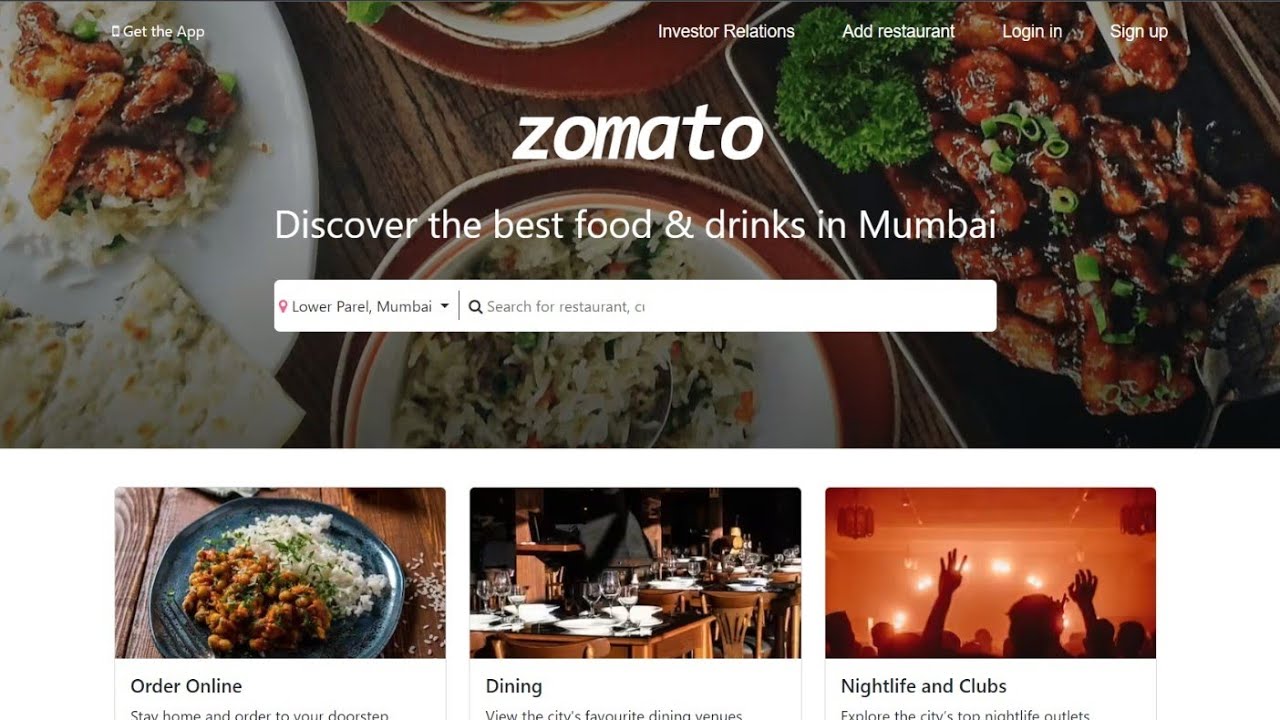 Get the App
Investor Relations
Add restaurant
Login in
Sign up
zomato
Discover the best food & drinks in Mumbai
Lower Parel, Mumbai
Search for restaurant, cu
Order Online
Dining
Nightlife and Clubs
Stay home and order to your doorstep
View the city's favourite dining venues
Explore the city's top nightlife outlets